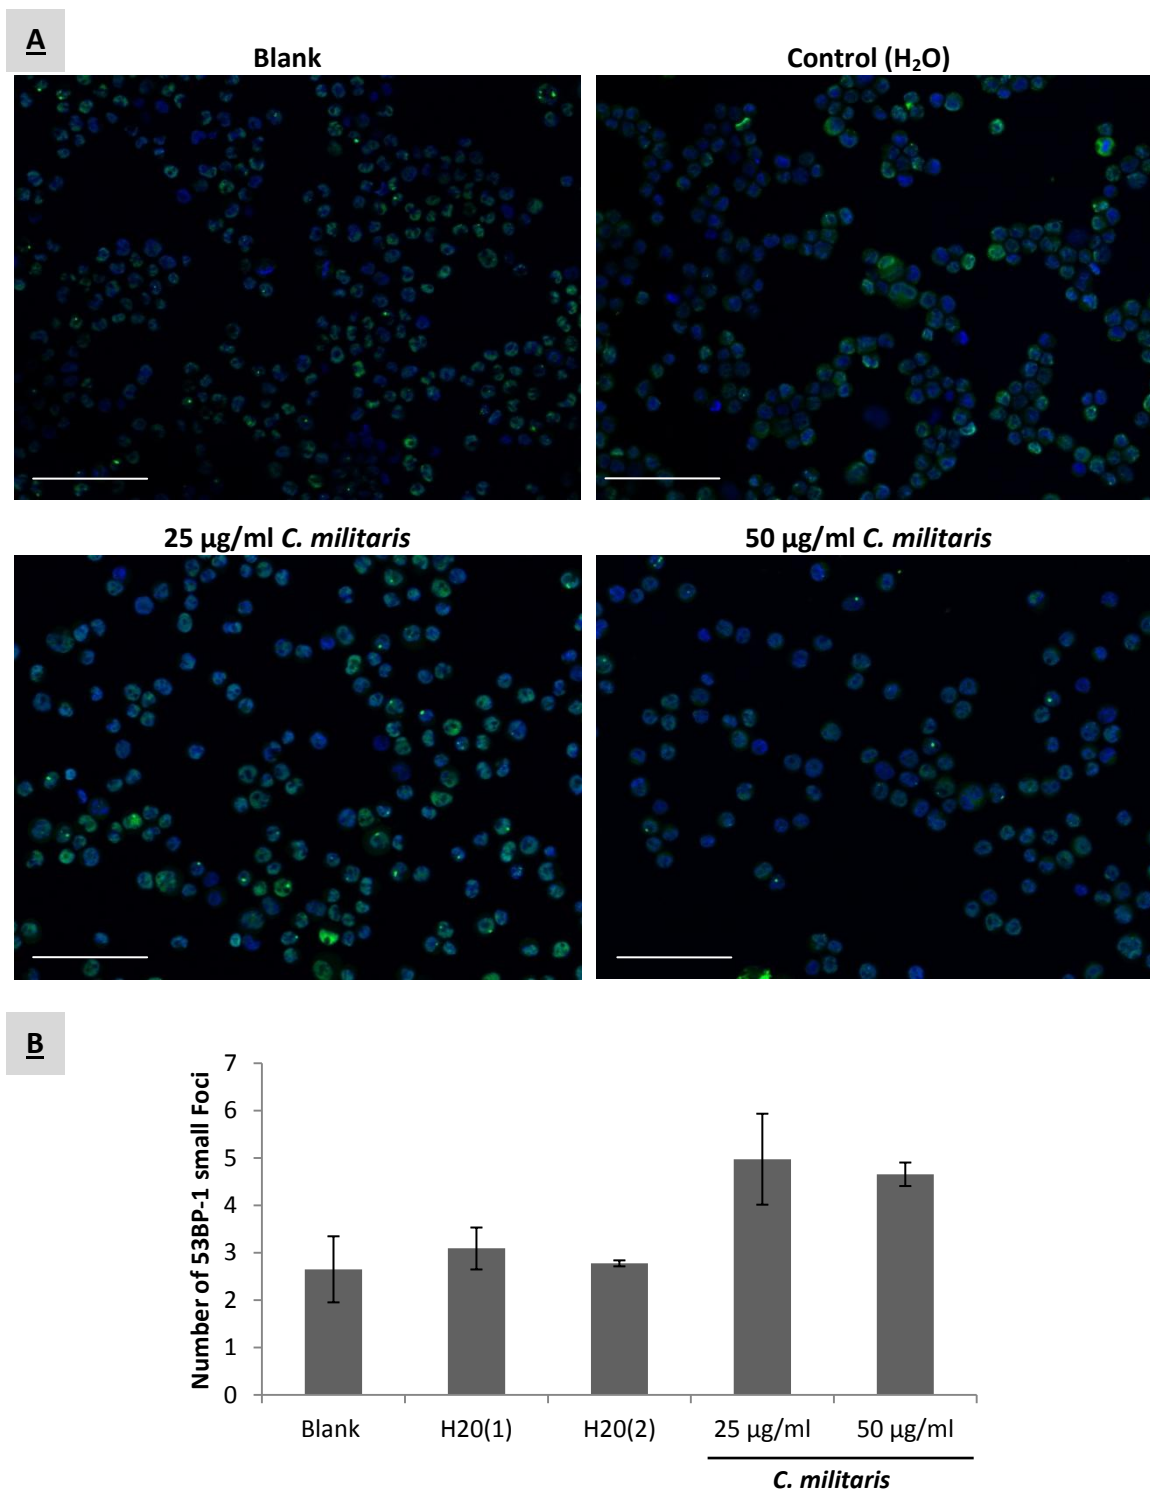 A
Blank
Control (H₂O)
25 µg/ml C. militaris
50 µg/ml C. militaris
B
Number of 53BP-1 small Foci
7
6
5
4
3
2
1
0
Blank H20(1) H20(2) 25 µg/ml 50 µg/ml
C. militaris